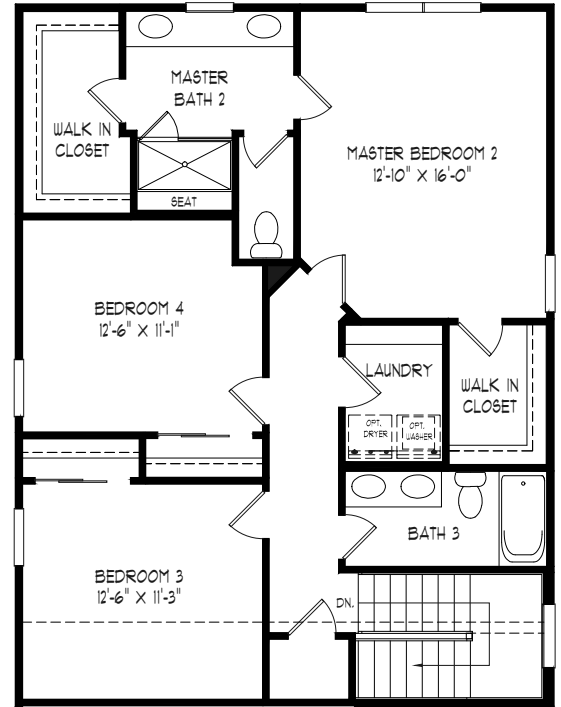 MASTER
BATH 2
WALK IN
CLOSET
MASTER BEDROOM 2
12'-10" X 16'-0"
SEAT
BEDROOM 4
12'-6" X 11'-1"
LAUNDRY
WALK IN
CLOSET
OPT.
DRYER
OPT.
WASHER
BATH 3
BEDROOM 3
12'-6" X 11'-3"
DN.